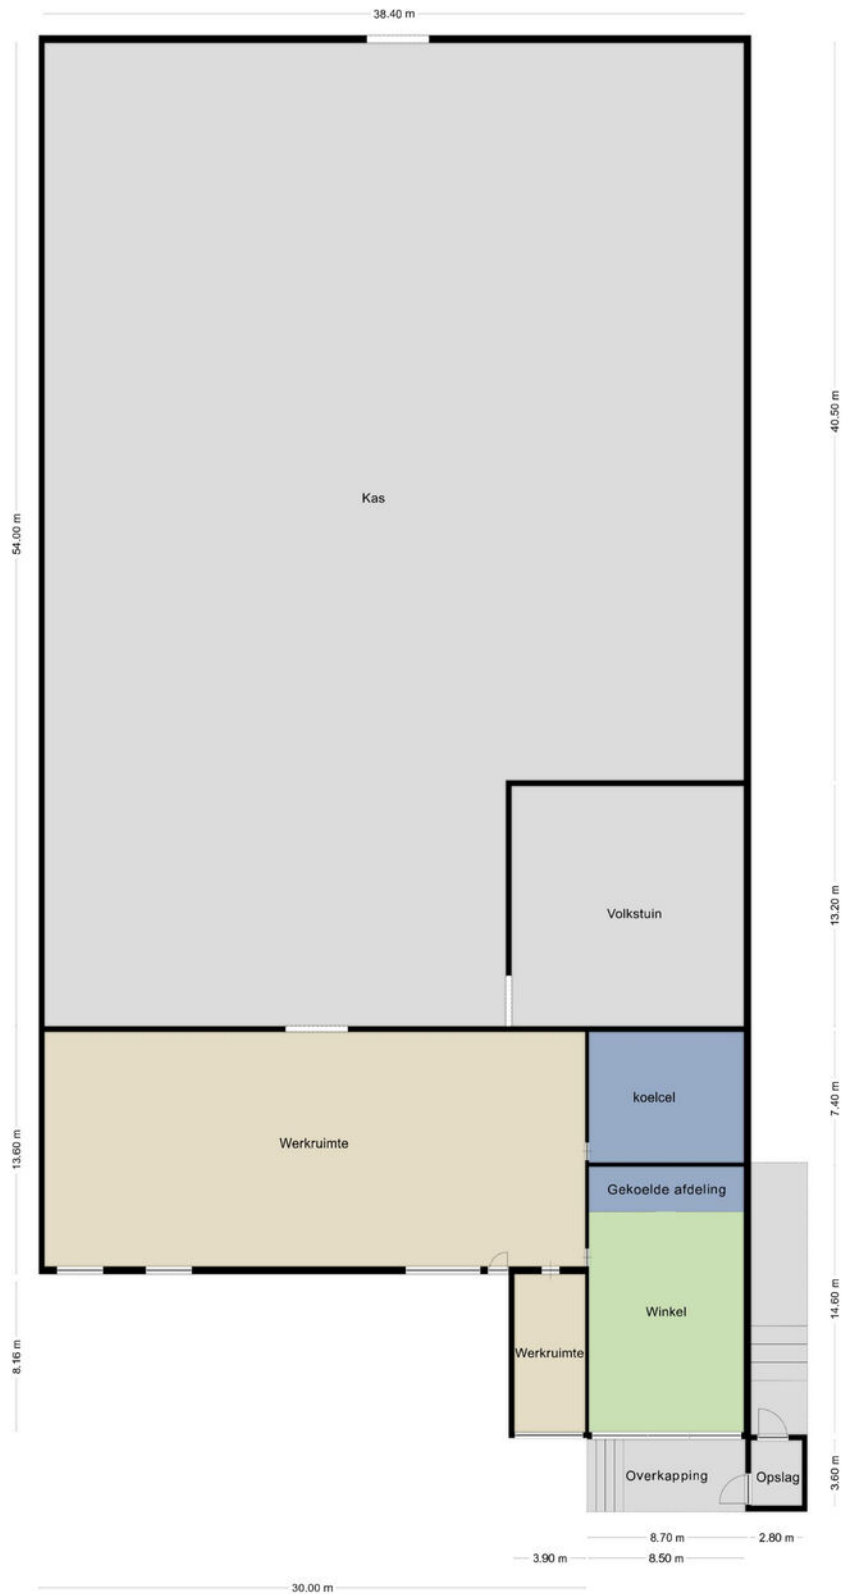 38.40 m
40.50 m
Kas
54.00 m
Volkstuin
13.20 m
koelcel
7.40 m
Werkruimte
13.60 m
Gekoelde afdeling
Winkel
14.60 m
Werkruimte
8.16 m
Overkapping
Opslag
3.60 m
8.70 m
2.80 m
3.90 m
8.50 m
30.00 m